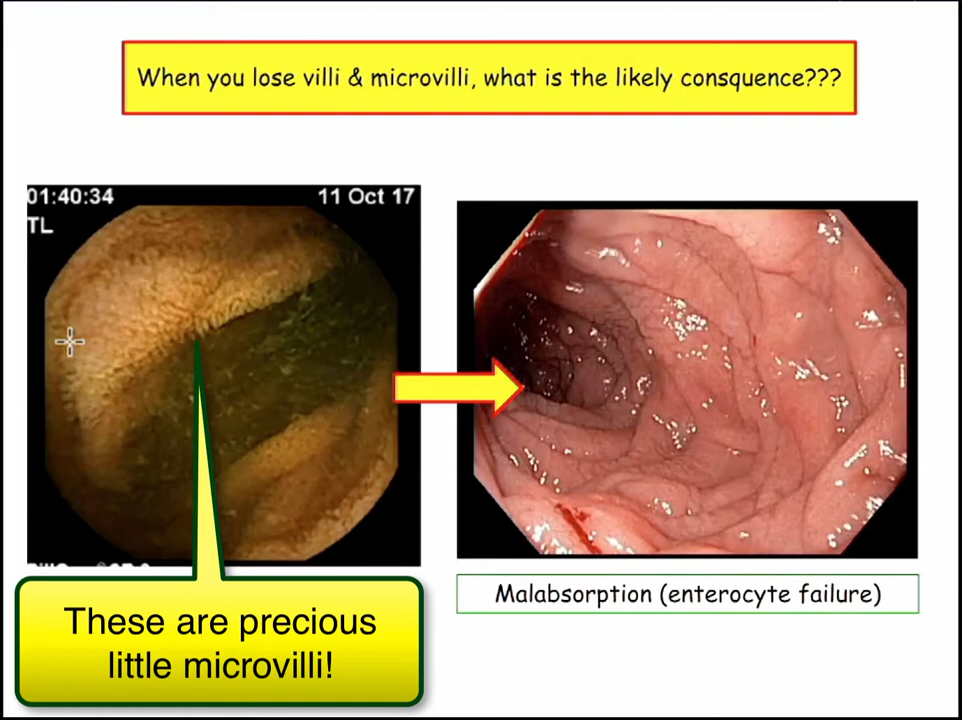 When you lose villi & microvilli, what is the likely consquence???
01:40:34 11 Oct 17
TL
These are precious
little microvilli!
Malabsorption (enterocyte failure)